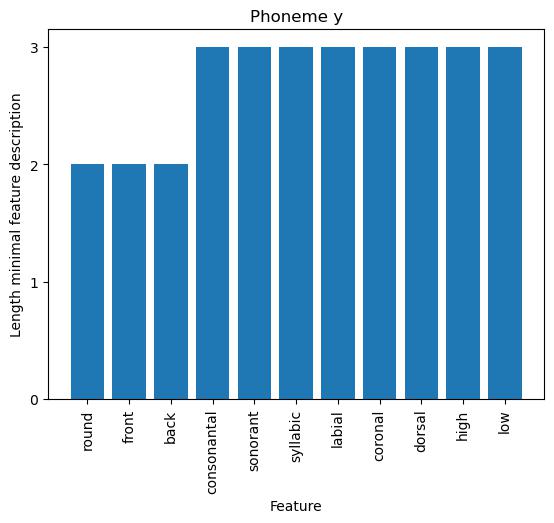 Phoneme y
Length minimal feature description
3
2
1
0
round
front
back
consonantal
sonorant
syllabic
labial
coronal
dorsal
high
low
Feature